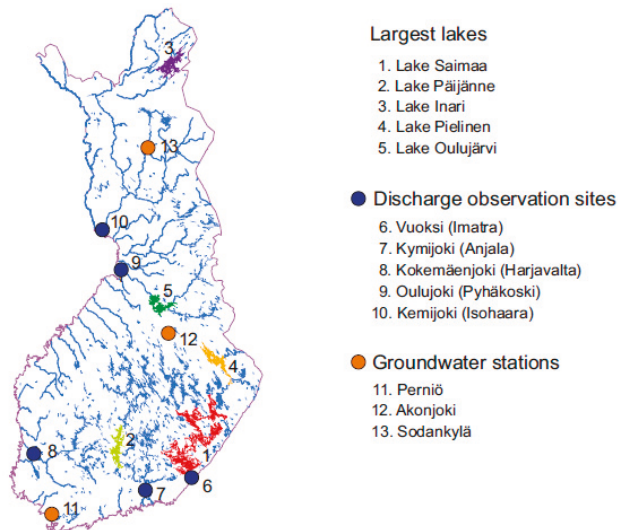 3
13
10
9
5
12
4
2
8
1
6
7
11
Largest lakes
1. Lake Saimaa
2. Lake Päijänne
3. Lake Inari
4. Lake Pielinen
5. Lake Oulujärvi
Discharge observation sites
6. Vuoksi (Imatra)
7. Kymijoki (Anjala)
8. Kokemäenjoki (Harjavalta)
9. Oulujoki (Pyhäkoski)
10. Kemijoki (Isohaara)
Groundwater stations
11. Perniö
12. Akonjoki
13. Sodankylä